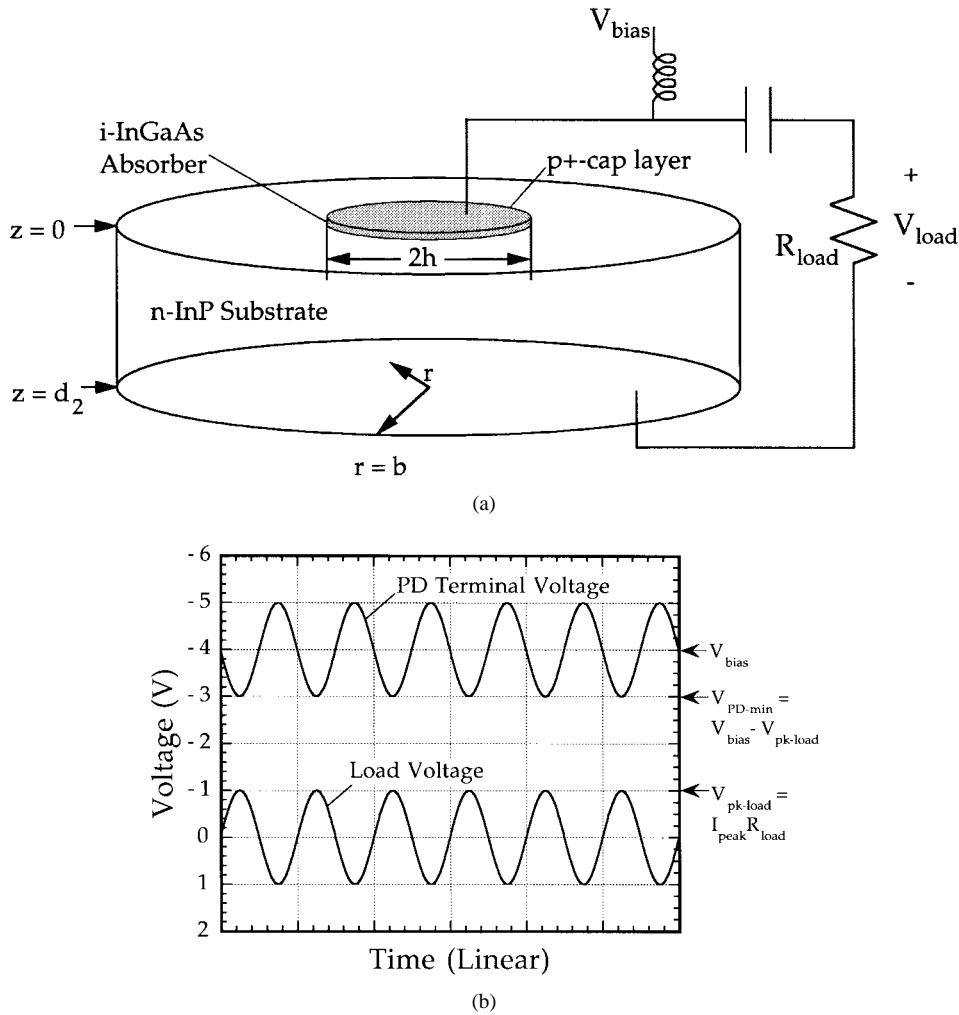 V_bias
i-InGaAs
Absorber
p+-cap layer
z = 0
2h
R_load
+
V_load
-
n-InP Substrate
z = d_2
r
r = b
(a)
- 6
- 5
- 4
- 3
- 2
- 1
0
1
2
Voltage (V)
PD Terminal Voltage
Load Voltage
V_bias
V_PD-min =
V_bias - V_pk-load
V_pk-load =
I_peak R_load
Time (Linear)
(b)